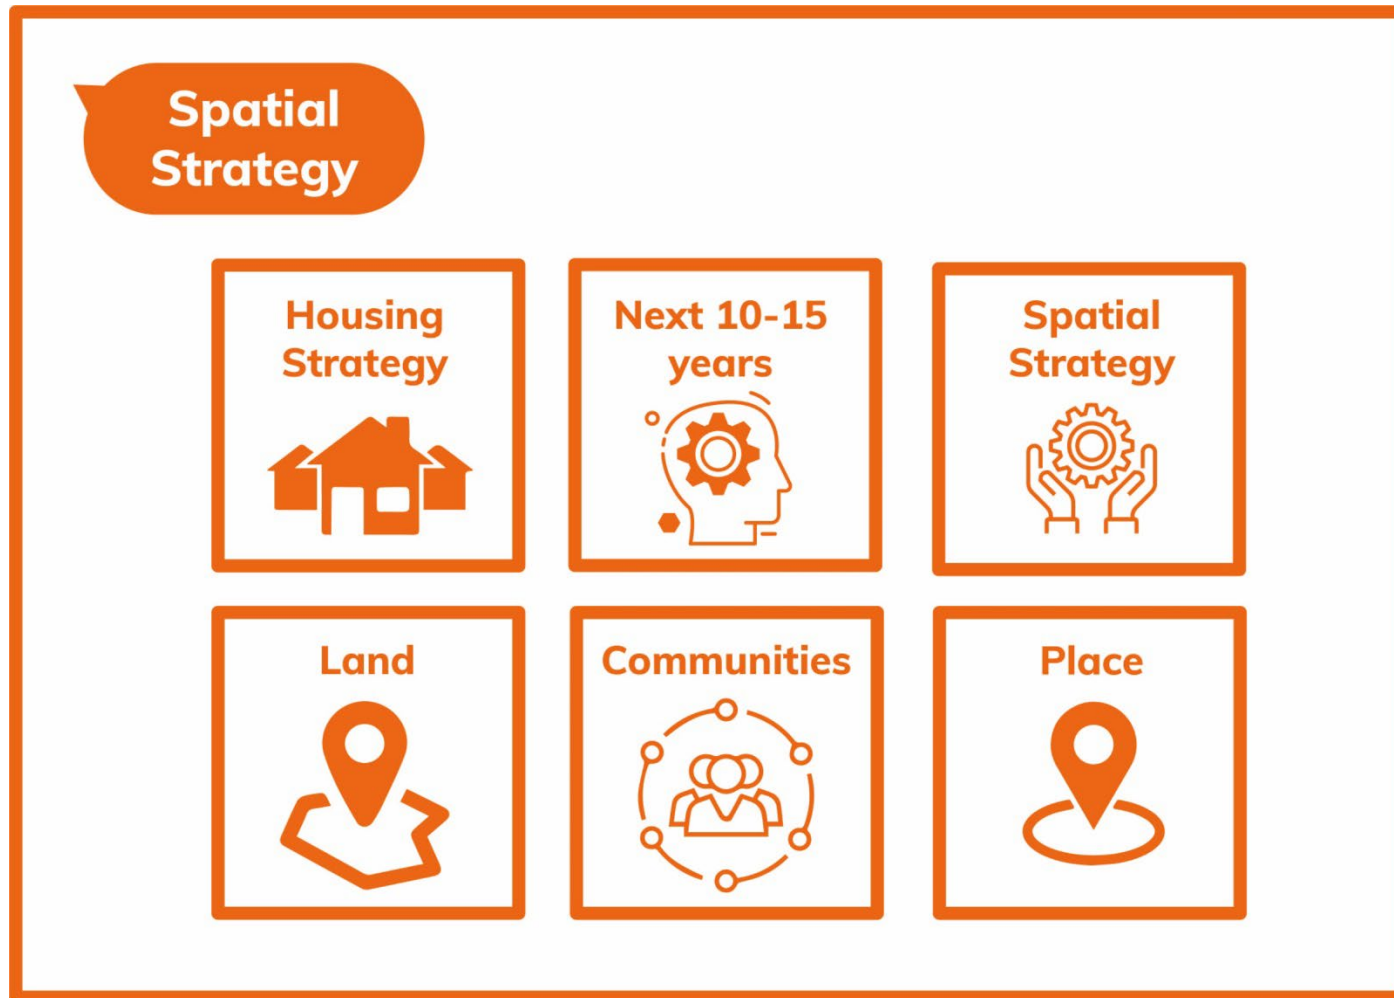 Spatial
Strategy
Housing
Strategy
Next 10-15
years
Spatial
Strategy
Land
Communities
Place